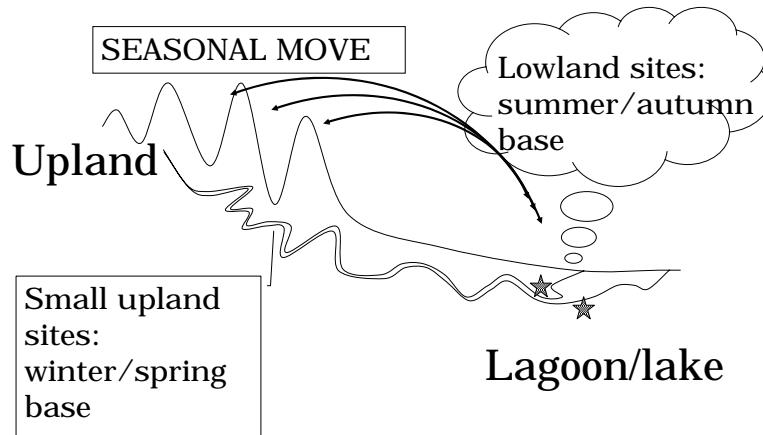 SEASONAL MOVE
Lowland sites:
summer/autumn
base
Upland
Small upland
sites:
winter/spring
base
Lagoon/lake